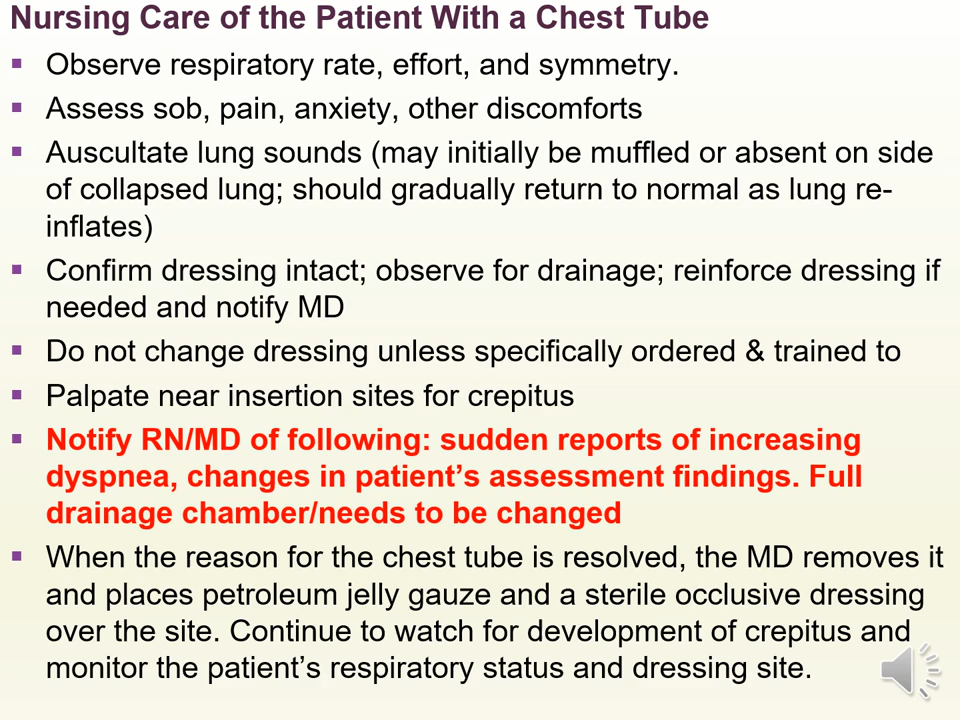 Nursing Care of the Patient With a Chest Tube
▪ Observe respiratory rate, effort, and symmetry.
▪ Assess sob, pain, anxiety, other discomforts
▪ Auscultate lung sounds (may initially be muffled or absent on side
of collapsed lung; should gradually return to normal as lung re-
inflates)
▪ Confirm dressing intact; observe for drainage; reinforce dressing if
needed and notify MD
▪ Do not change dressing unless specifically ordered & trained to
▪ Palpate near insertion sites for crepitus
▪ Notify RN/MD of following: sudden reports of increasing
dyspnea, changes in patient’s assessment findings. Full
drainage chamber/needs to be changed
▪ When the reason for the chest tube is resolved, the MD removes it
and places petroleum jelly gauze and a sterile occlusive dressing
over the site. Continue to watch for development of crepitus and
monitor the patient’s respiratory status and dressing site.